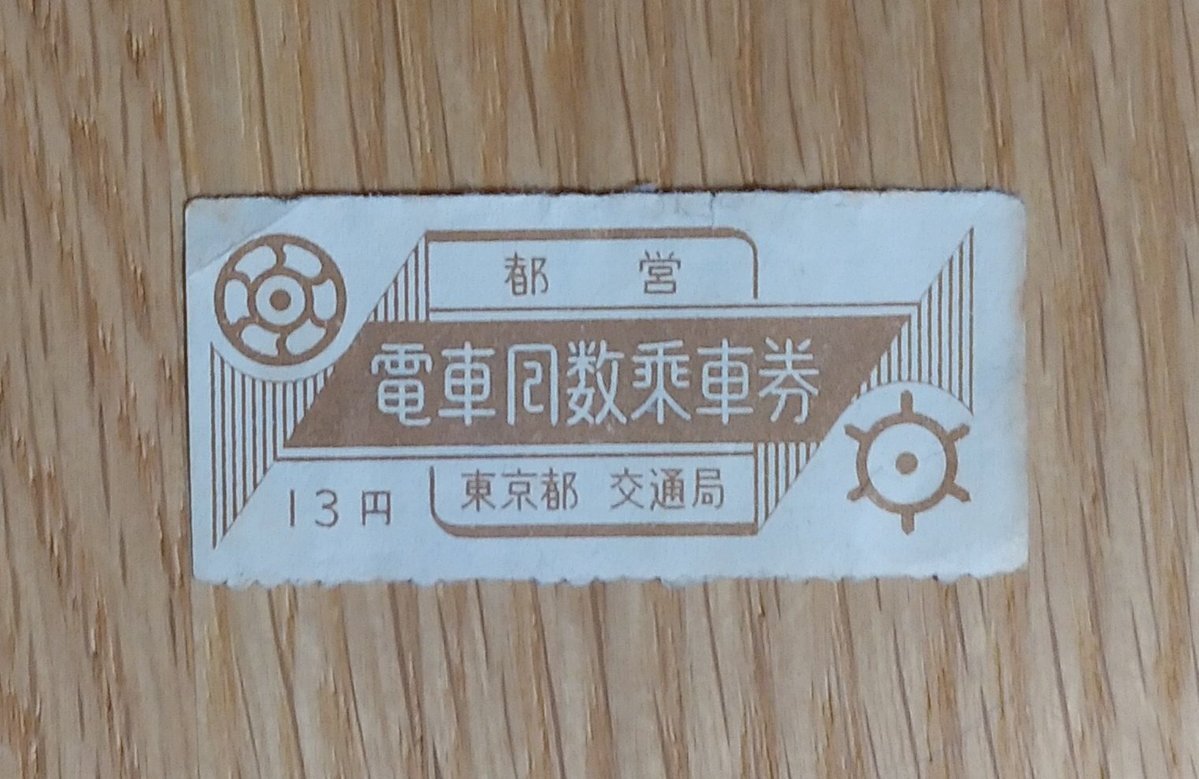 都営
電車回数乗車券
東京都 交通局
13円